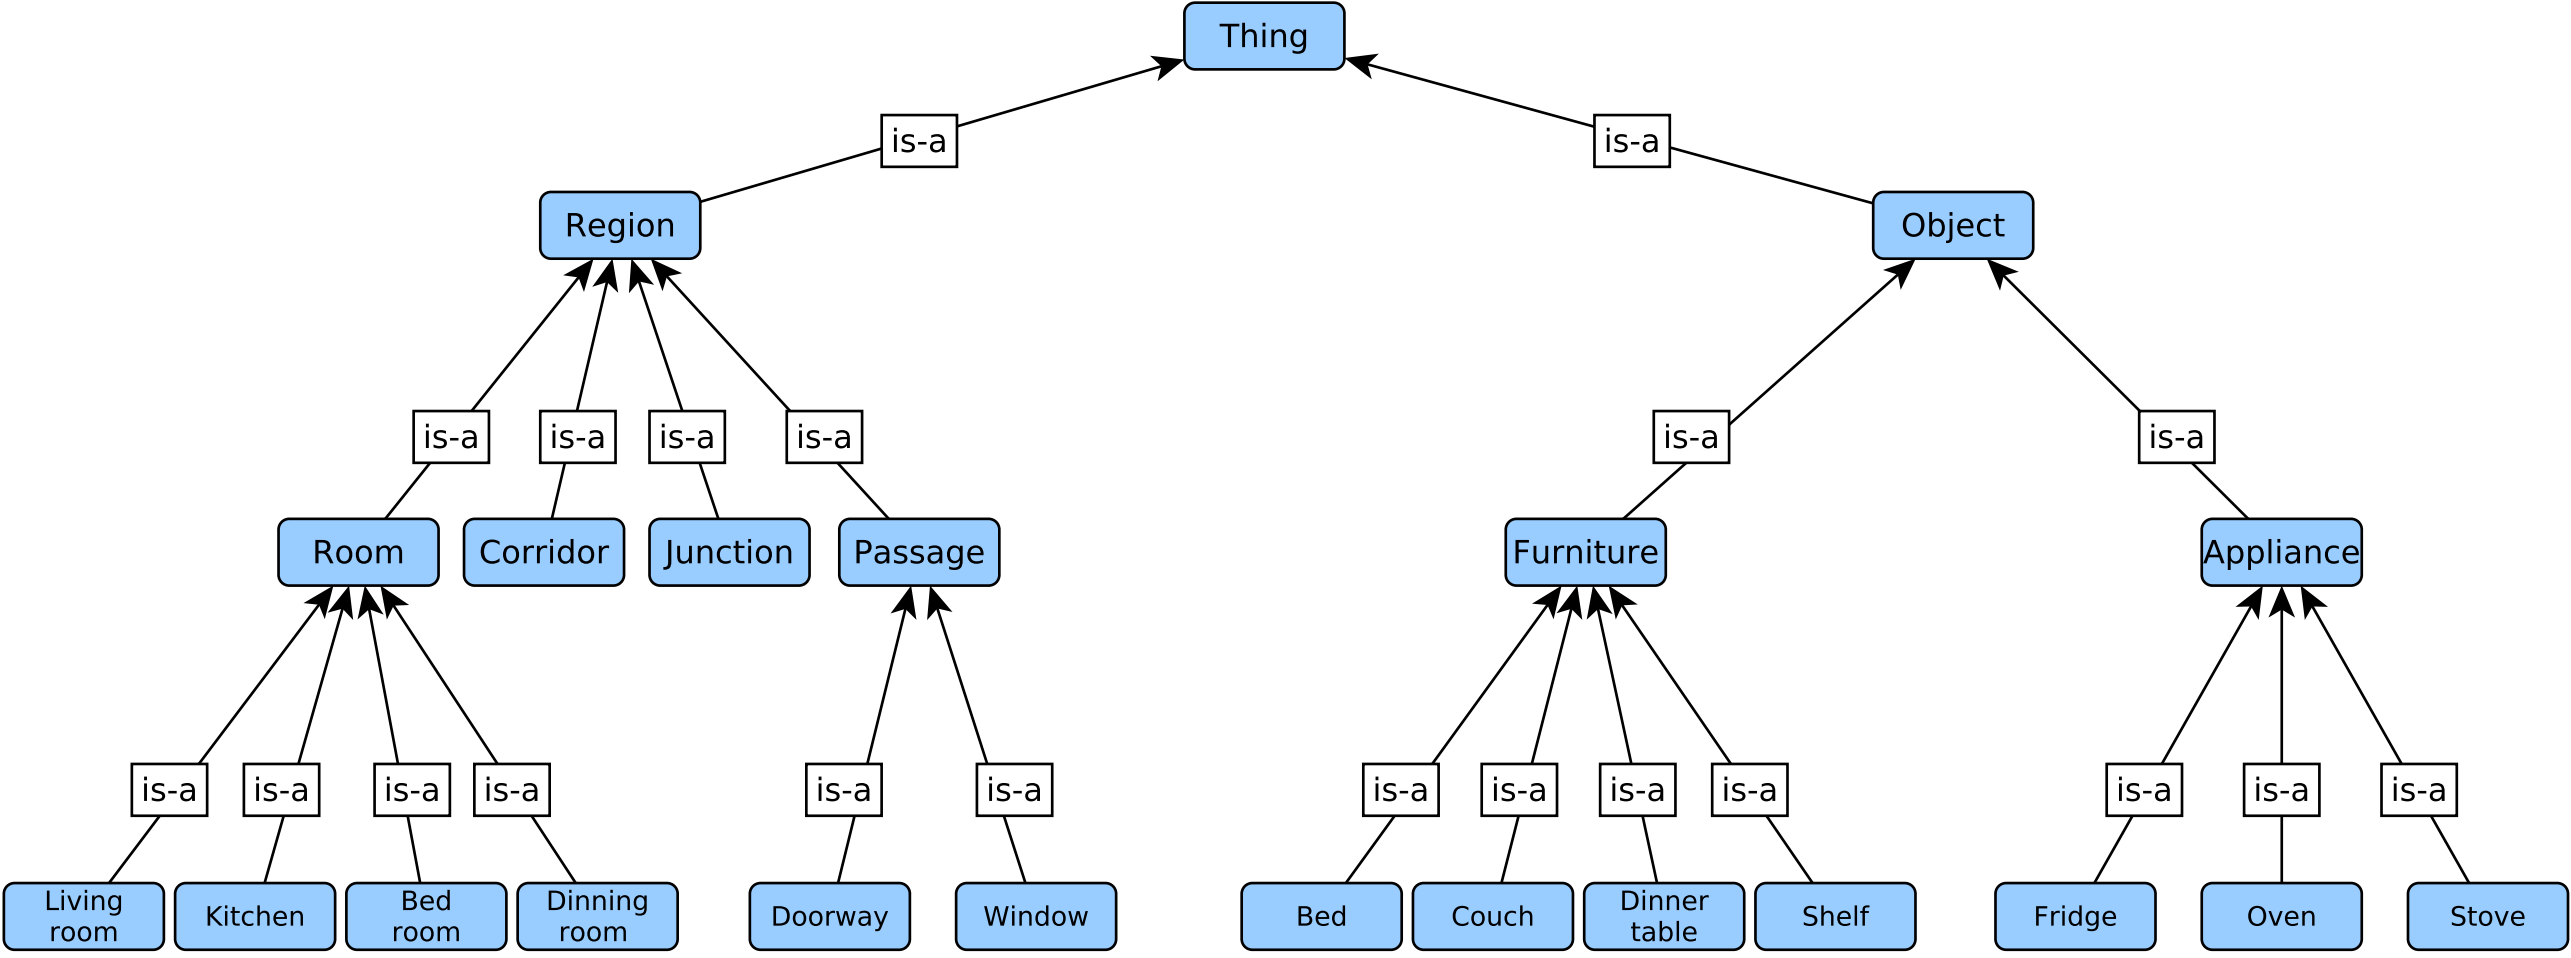 Thing
is-a
is-a
Region
Object
is-a
is-a
is-a
is-a
is-a
is-a
Room
Corridor
Junction
Passage
Furniture
Appliance
is-a
is-a
is-a
is-a
is-a
is-a
is-a
is-a
is-a
is-a
is-a
is-a
is-a
Living
room
Kitchen
Bed
room
Dinning
room
Doorway
Window
Bed
Couch
Dinner
table
Shelf
Fridge
Oven
Stove